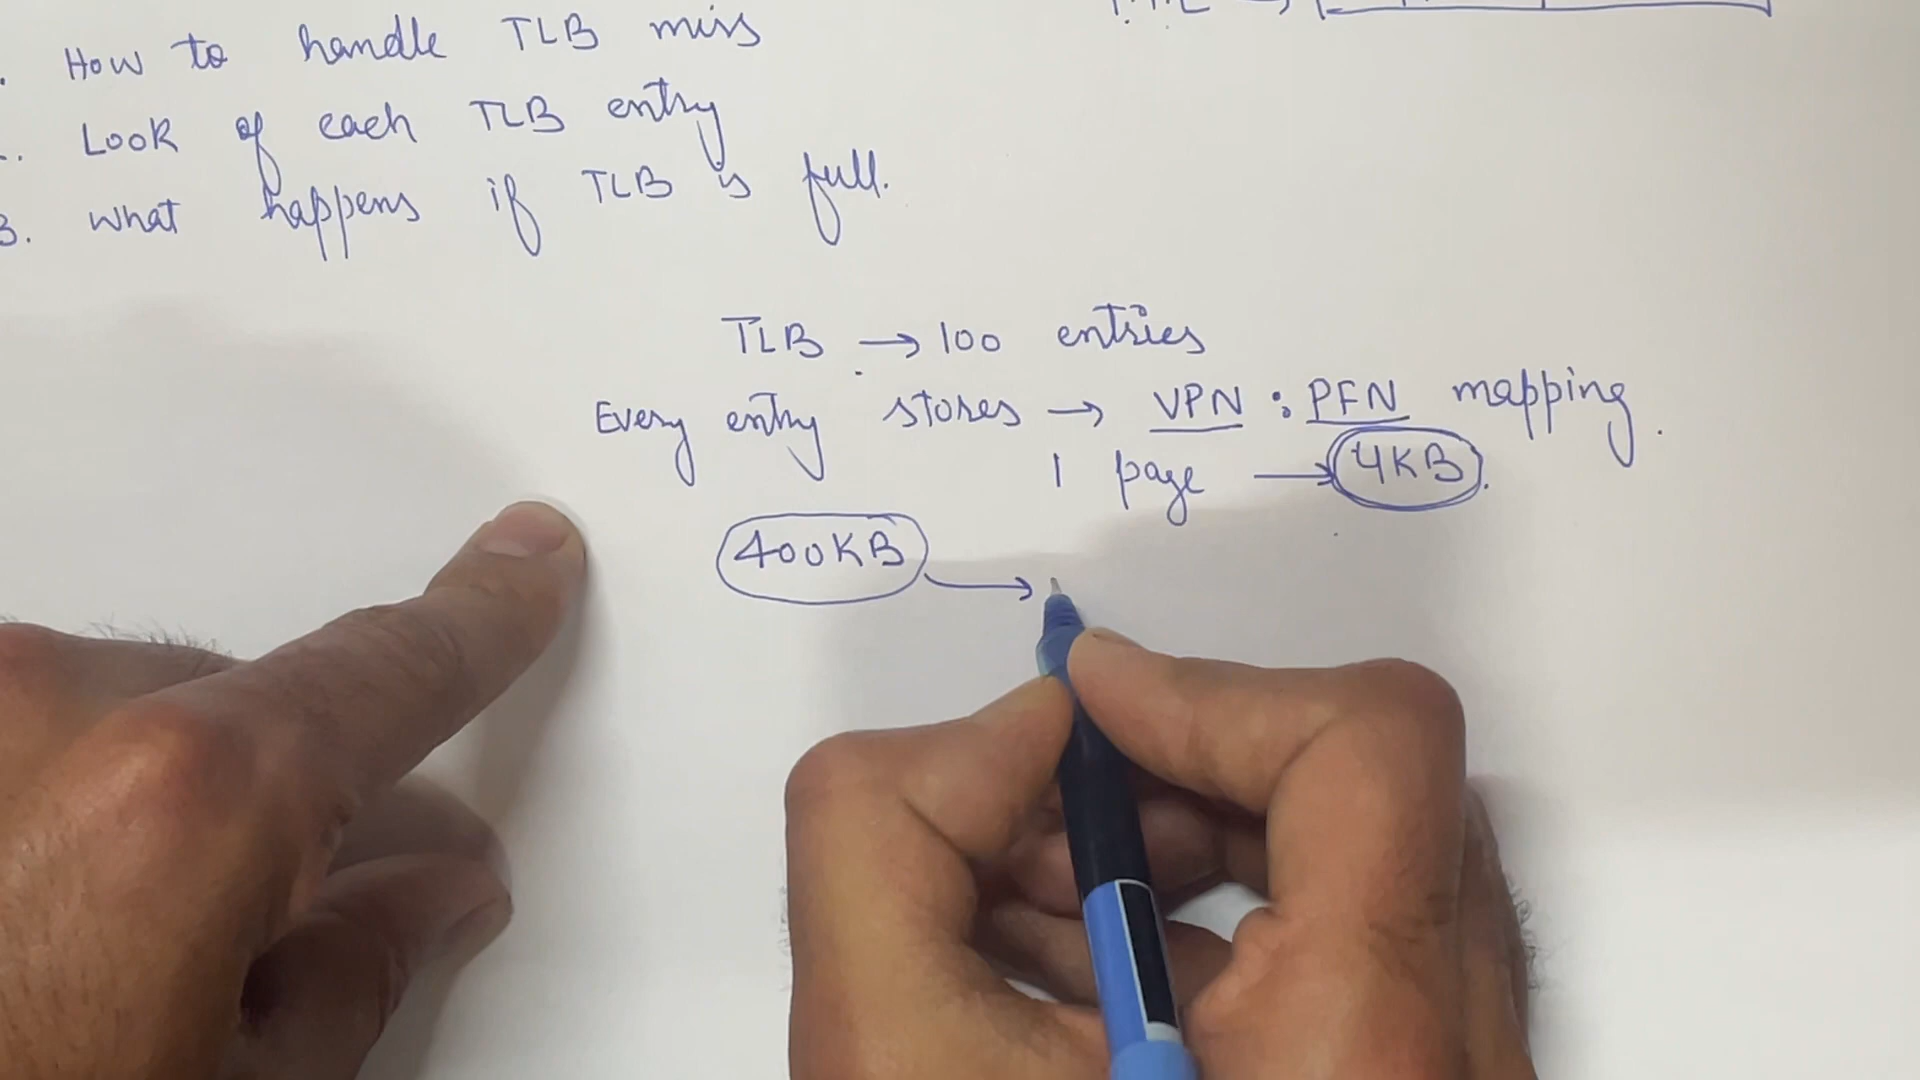 . How to handle TLB miss
. Look of each TLB entry
3. What happens if TLB is full.
TLB → 100 entries
Every entry stores → VPN : PFN mapping.
1 page → 4KB.
400KB →